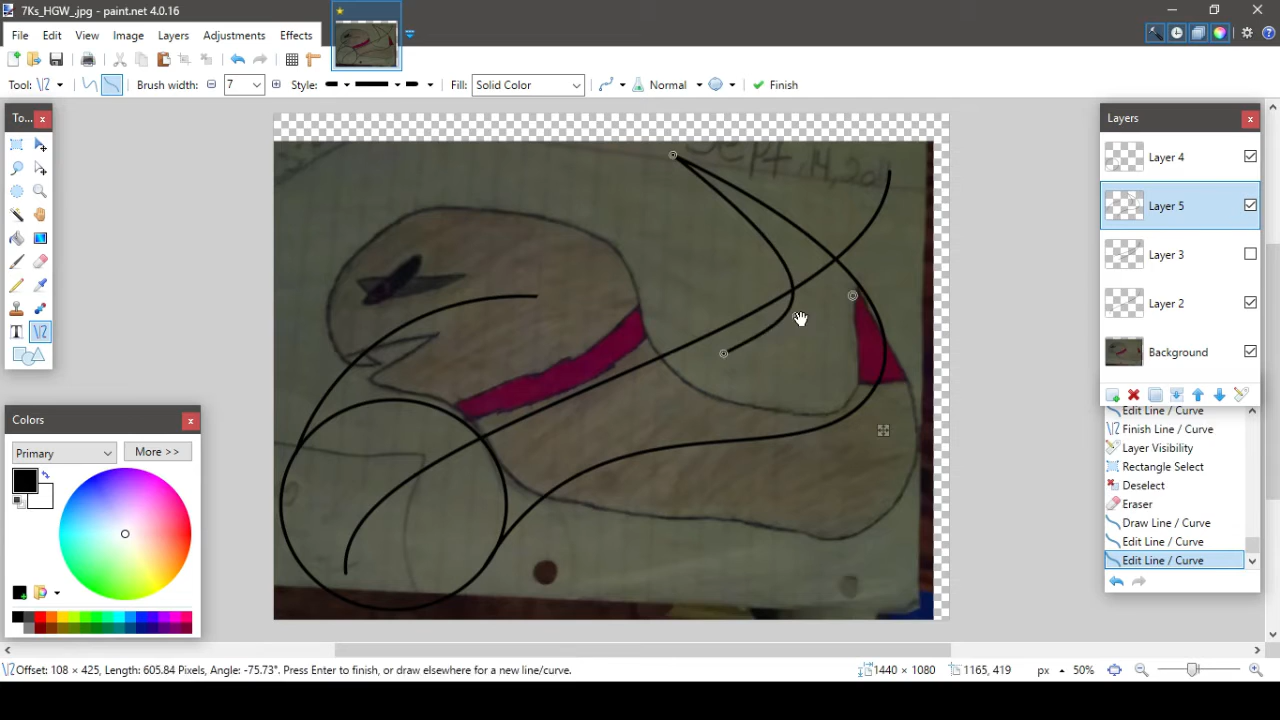 7Ks_HGW_.jpg - paint.net 4.0.16
File Edit View Image Layers Adjustments Effects
Tool: Brush width: 7 Style: Fill: Solid Color Normal Finish
To... x
Layers x
Layer 4
Layer 5
Layer 3
Layer 2
Background
Sept. 14, 2011
Edit Line / Curve
Finish Line / Curve
Layer Visibility
Rectangle Select
Deselect
Eraser
Draw Line / Curve
Edit Line / Curve
Edit Line / Curve
Colors x
Primary More >>
Offset: 108 × 425, Length: 605.84 Pixels, Angle: -75.73°. Press Enter to finish, or draw elsewhere for a new line/curve. 1440 × 1080 1165, 419 px 50%